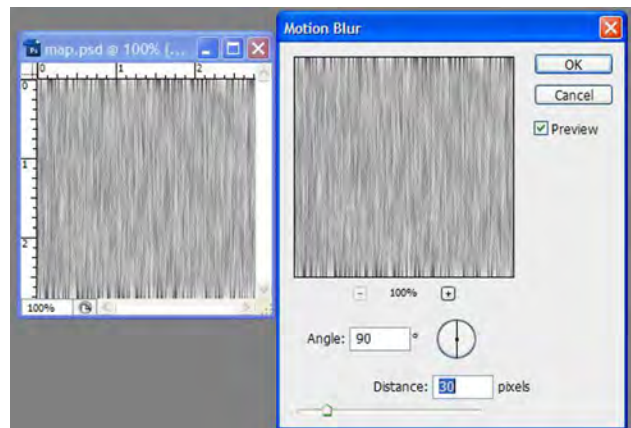 map.psd @ 100% (...
0 1 2
0
1
2
100%
Motion Blur
OK
Cancel
Preview
- 100% +
Angle: 90 °
Distance: 30 pixels